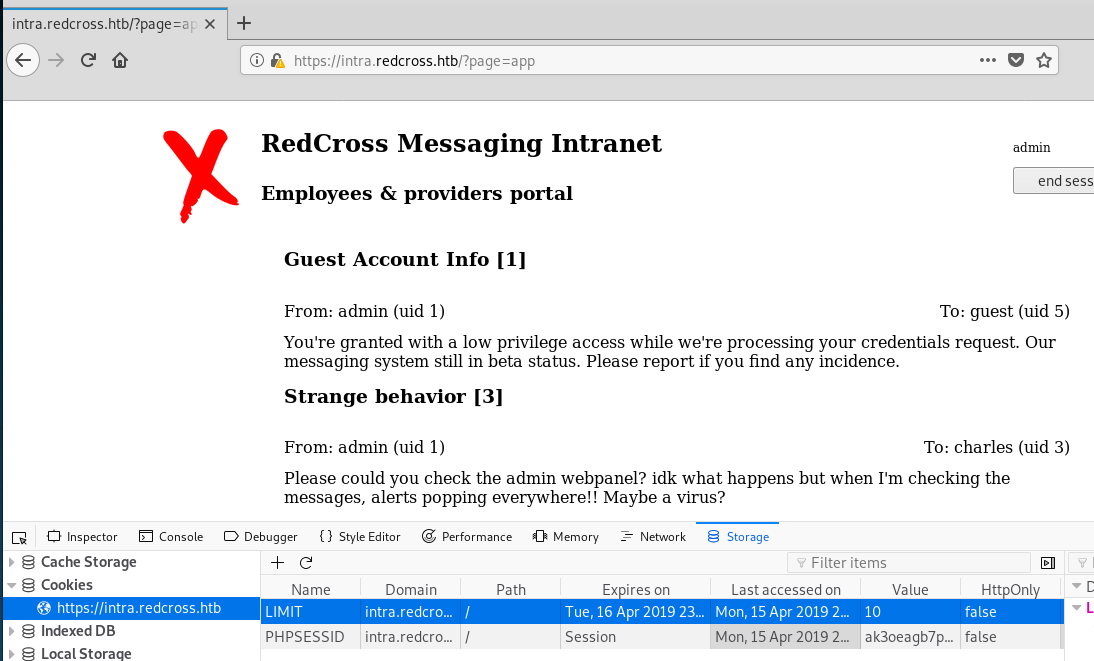 intra.redcross.htb/?page=ap
https://intra.redcross.htb/?page=app
RedCross Messaging Intranet
admin
end sess
Employees & providers portal
Guest Account Info [1]
From: admin (uid 1) To: guest (uid 5)
You're granted with a low privilege access while we're processing your credentials request. Our
messaging system still in beta status. Please report if you find any incidence.
Strange behavior [3]
From: admin (uid 1) To: charles (uid 3)
Please could you check the admin webpanel? idk what happens but when I'm checking the
messages, alerts popping everywhere!! Maybe a virus?
Inspector Console Debugger {} Style Editor Performance Memory Network Storage
Cache Storage
Cookies
https://intra.redcross.htb
Indexed DB
Local Storage
Filter items
Name Domain Path Expires on Last accessed on Value HttpOnly
LIMIT intra.redcro... / Tue, 16 Apr 2019 23... Mon, 15 Apr 2019 2... 10 false
PHPSESSID intra.redcro... / Session Mon, 15 Apr 2019 2... ak3oeagb7p... false
D
L